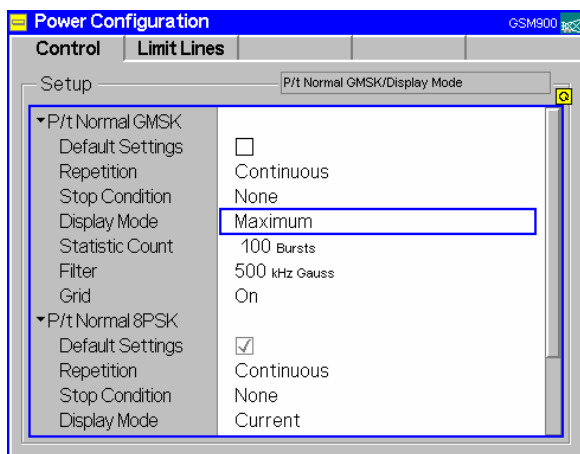 Power Configuration GSM900
Control Limit Lines
Setup P/t Normal GMSK/Display Mode
Q
P/t Normal GMSK
Default Settings
Repetition Continuous
Stop Condition None
Display Mode Maximum
Statistic Count 100 Bursts
Filter 500 kHz Gauss
Grid On
P/t Normal 8PSK
Default Settings
Repetition Continuous
Stop Condition None
Display Mode Current